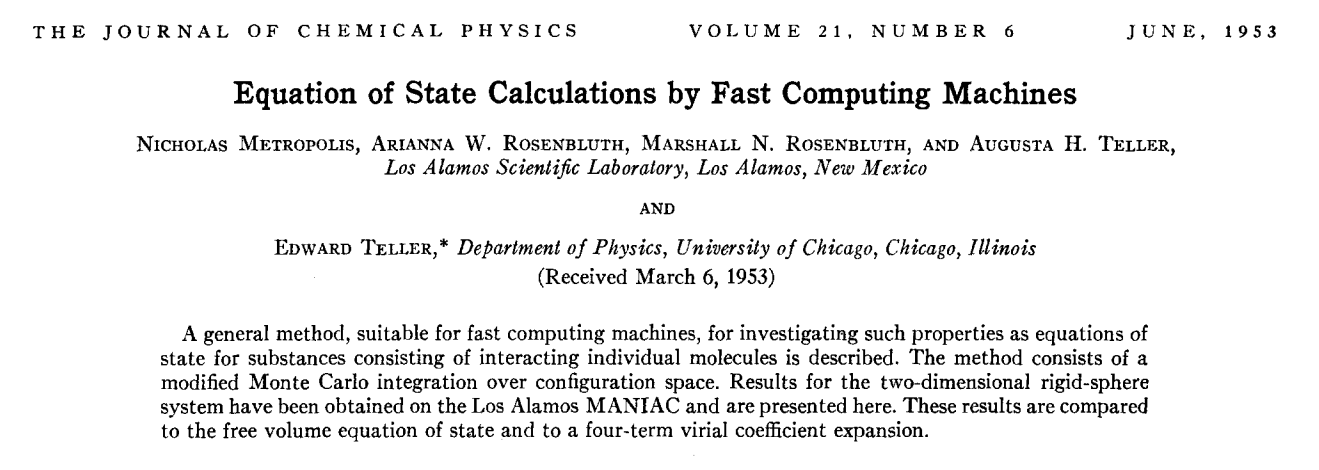 THE JOURNAL OF CHEMICAL PHYSICS VOLUME 21, NUMBER 6 JUNE, 1953
Equation of State Calculations by Fast Computing Machines
NICHOLAS METROPOLIS, ARIANNA W. ROSENBLUTH, MARSHALL N. ROSENBLUTH, AND AUGUSTA H. TELLER,
Los Alamos Scientific Laboratory, Los Alamos, New Mexico
AND
EDWARD TELLER,* Department of Physics, University of Chicago, Chicago, Illinois
(Received March 6, 1953)
A general method, suitable for fast computing machines, for investigating such properties as equations of
state for substances consisting of interacting individual molecules is described. The method consists of a
modified Monte Carlo integration over configuration space. Results for the two-dimensional rigid-sphere
system have been obtained on the Los Alamos MANIAC and are presented here. These results are compared
to the free volume equation of state and to a four-term virial coefficient expansion.